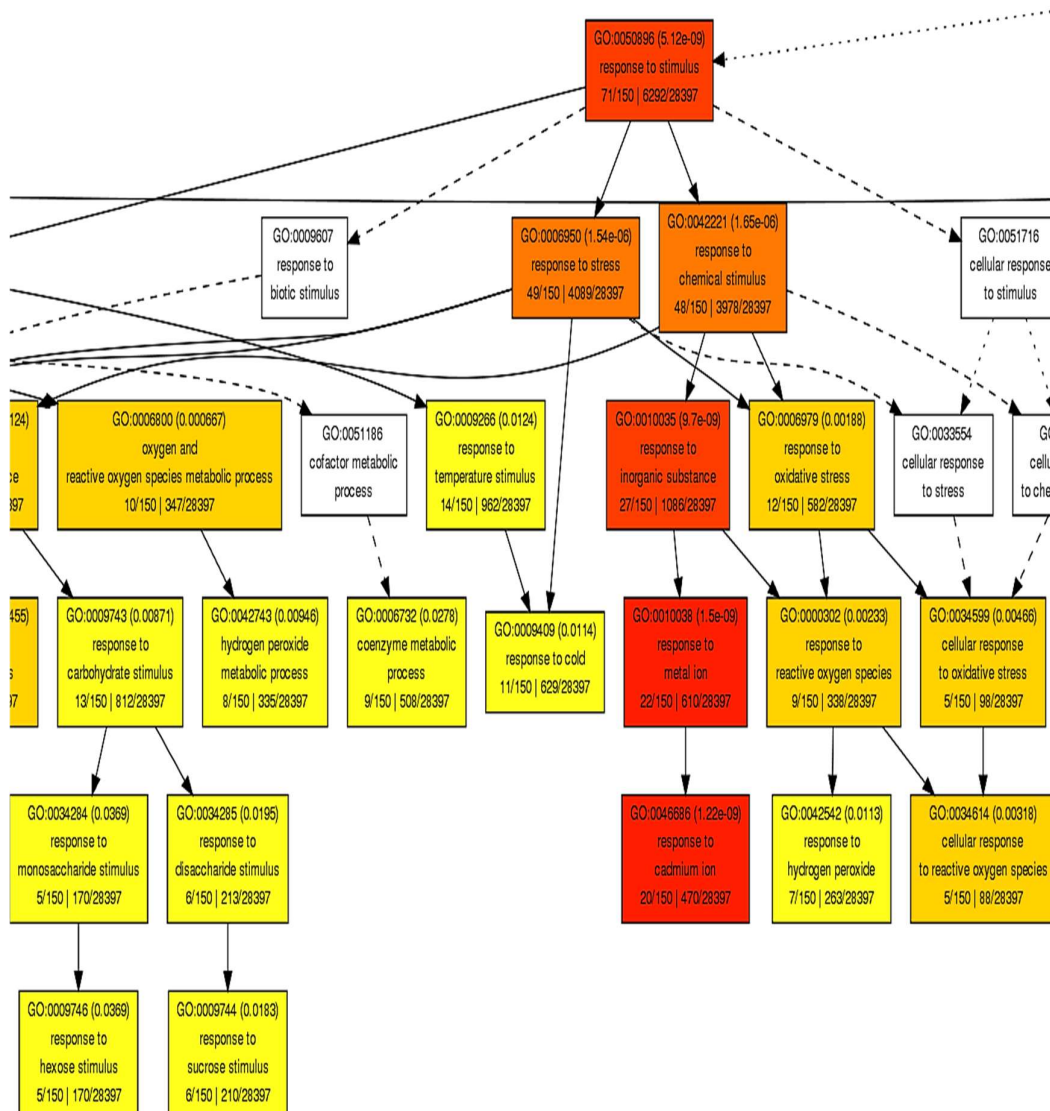 GO:0050896 (5.12e-09)
response to stimulus
71/150 | 6292/28397
GO:0009607
response to
biotic stimulus
GO:0006950 (1.54e-06)
response to stress
49/150 | 4089/28397
GO:0042221 (1.65e-06)
response to
chemical stimulus
48/150 | 3978/28397
GO:0051716
cellular response
to stimulus
124)
ce
397
GO:0006800 (0.000667)
oxygen and
reactive oxygen species metabolic process
10/150 | 347/28397
GO:0051186
cofactor metabolic
process
GO:0009266 (0.0124)
response to
temperature stimulus
14/150 | 962/28397
GO:0010035 (9.7e-09)
response to
inorganic substance
27/150 | 1086/28397
GO:0006979 (0.00188)
response to
oxidative stress
12/150 | 582/28397
GO:0033554
cellular response
to stress
cellu
to che
455)
s
397
GO:0009743 (0.00871)
response to
carbohydrate stimulus
13/150 | 812/28397
GO:0042743 (0.00946)
hydrogen peroxide
metabolic process
8/150 | 335/28397
GO:0006732 (0.0278)
coenzyme metabolic
process
9/150 | 508/28397
GO:0009409 (0.0114)
response to cold
11/150 | 629/28397
GO:0010038 (1.5e-09)
response to
metal ion
22/150 | 610/28397
GO:0000302 (0.00233)
response to
reactive oxygen species
9/150 | 338/28397
GO:0034599 (0.00466)
cellular response
to oxidative stress
5/150 | 98/28397
GO:0034284 (0.0369)
response to
monosaccharide stimulus
5/150 | 170/28397
GO:0034285 (0.0195)
response to
disaccharide stimulus
6/150 | 213/28397
GO:0046686 (1.22e-09)
response to
cadmium ion
20/150 | 470/28397
GO:0042542 (0.0113)
response to
hydrogen peroxide
7/150 | 263/28397
GO:0034614 (0.00318)
cellular response
to reactive oxygen species
5/150 | 88/28397
GO:0009746 (0.0369)
response to
hexose stimulus
5/150 | 170/28397
GO:0009744 (0.0183)
response to
sucrose stimulus
6/150 | 210/28397